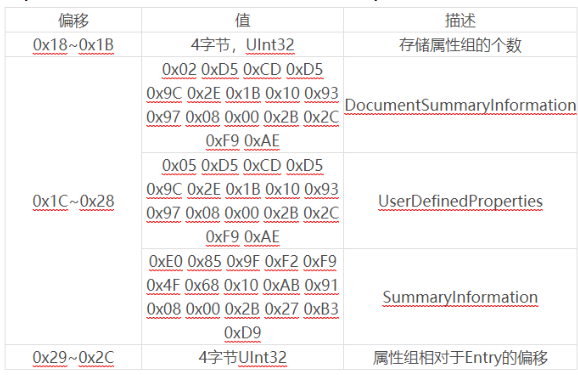 偏移 值 描述
0x18~0x1B 4字节，UInt32 存储属性组的个数
0x02 0xD5 0xCD 0xD5
0x9C 0x2E 0x1B 0x10 0x93
0x97 0x08 0x00 0x2B 0x2C
0xF9 0xAE
DocumentSummaryInformation
0x1C~0x28
0x05 0xD5 0xCD 0xD5
0x9C 0x2E 0x1B 0x10 0x93
0x97 0x08 0x00 0x2B 0x2C
0xF9 0xAE
UserDefinedProperties
0xE0 0x85 0x9F 0xF2 0xF9
0x4F 0x68 0x10 0xAB 0x91
0x08 0x00 0x2B 0x27 0xB3
0xD9
SummaryInformation
0x29~0x2C 4字节UInt32 属性组相对于Entry的偏移